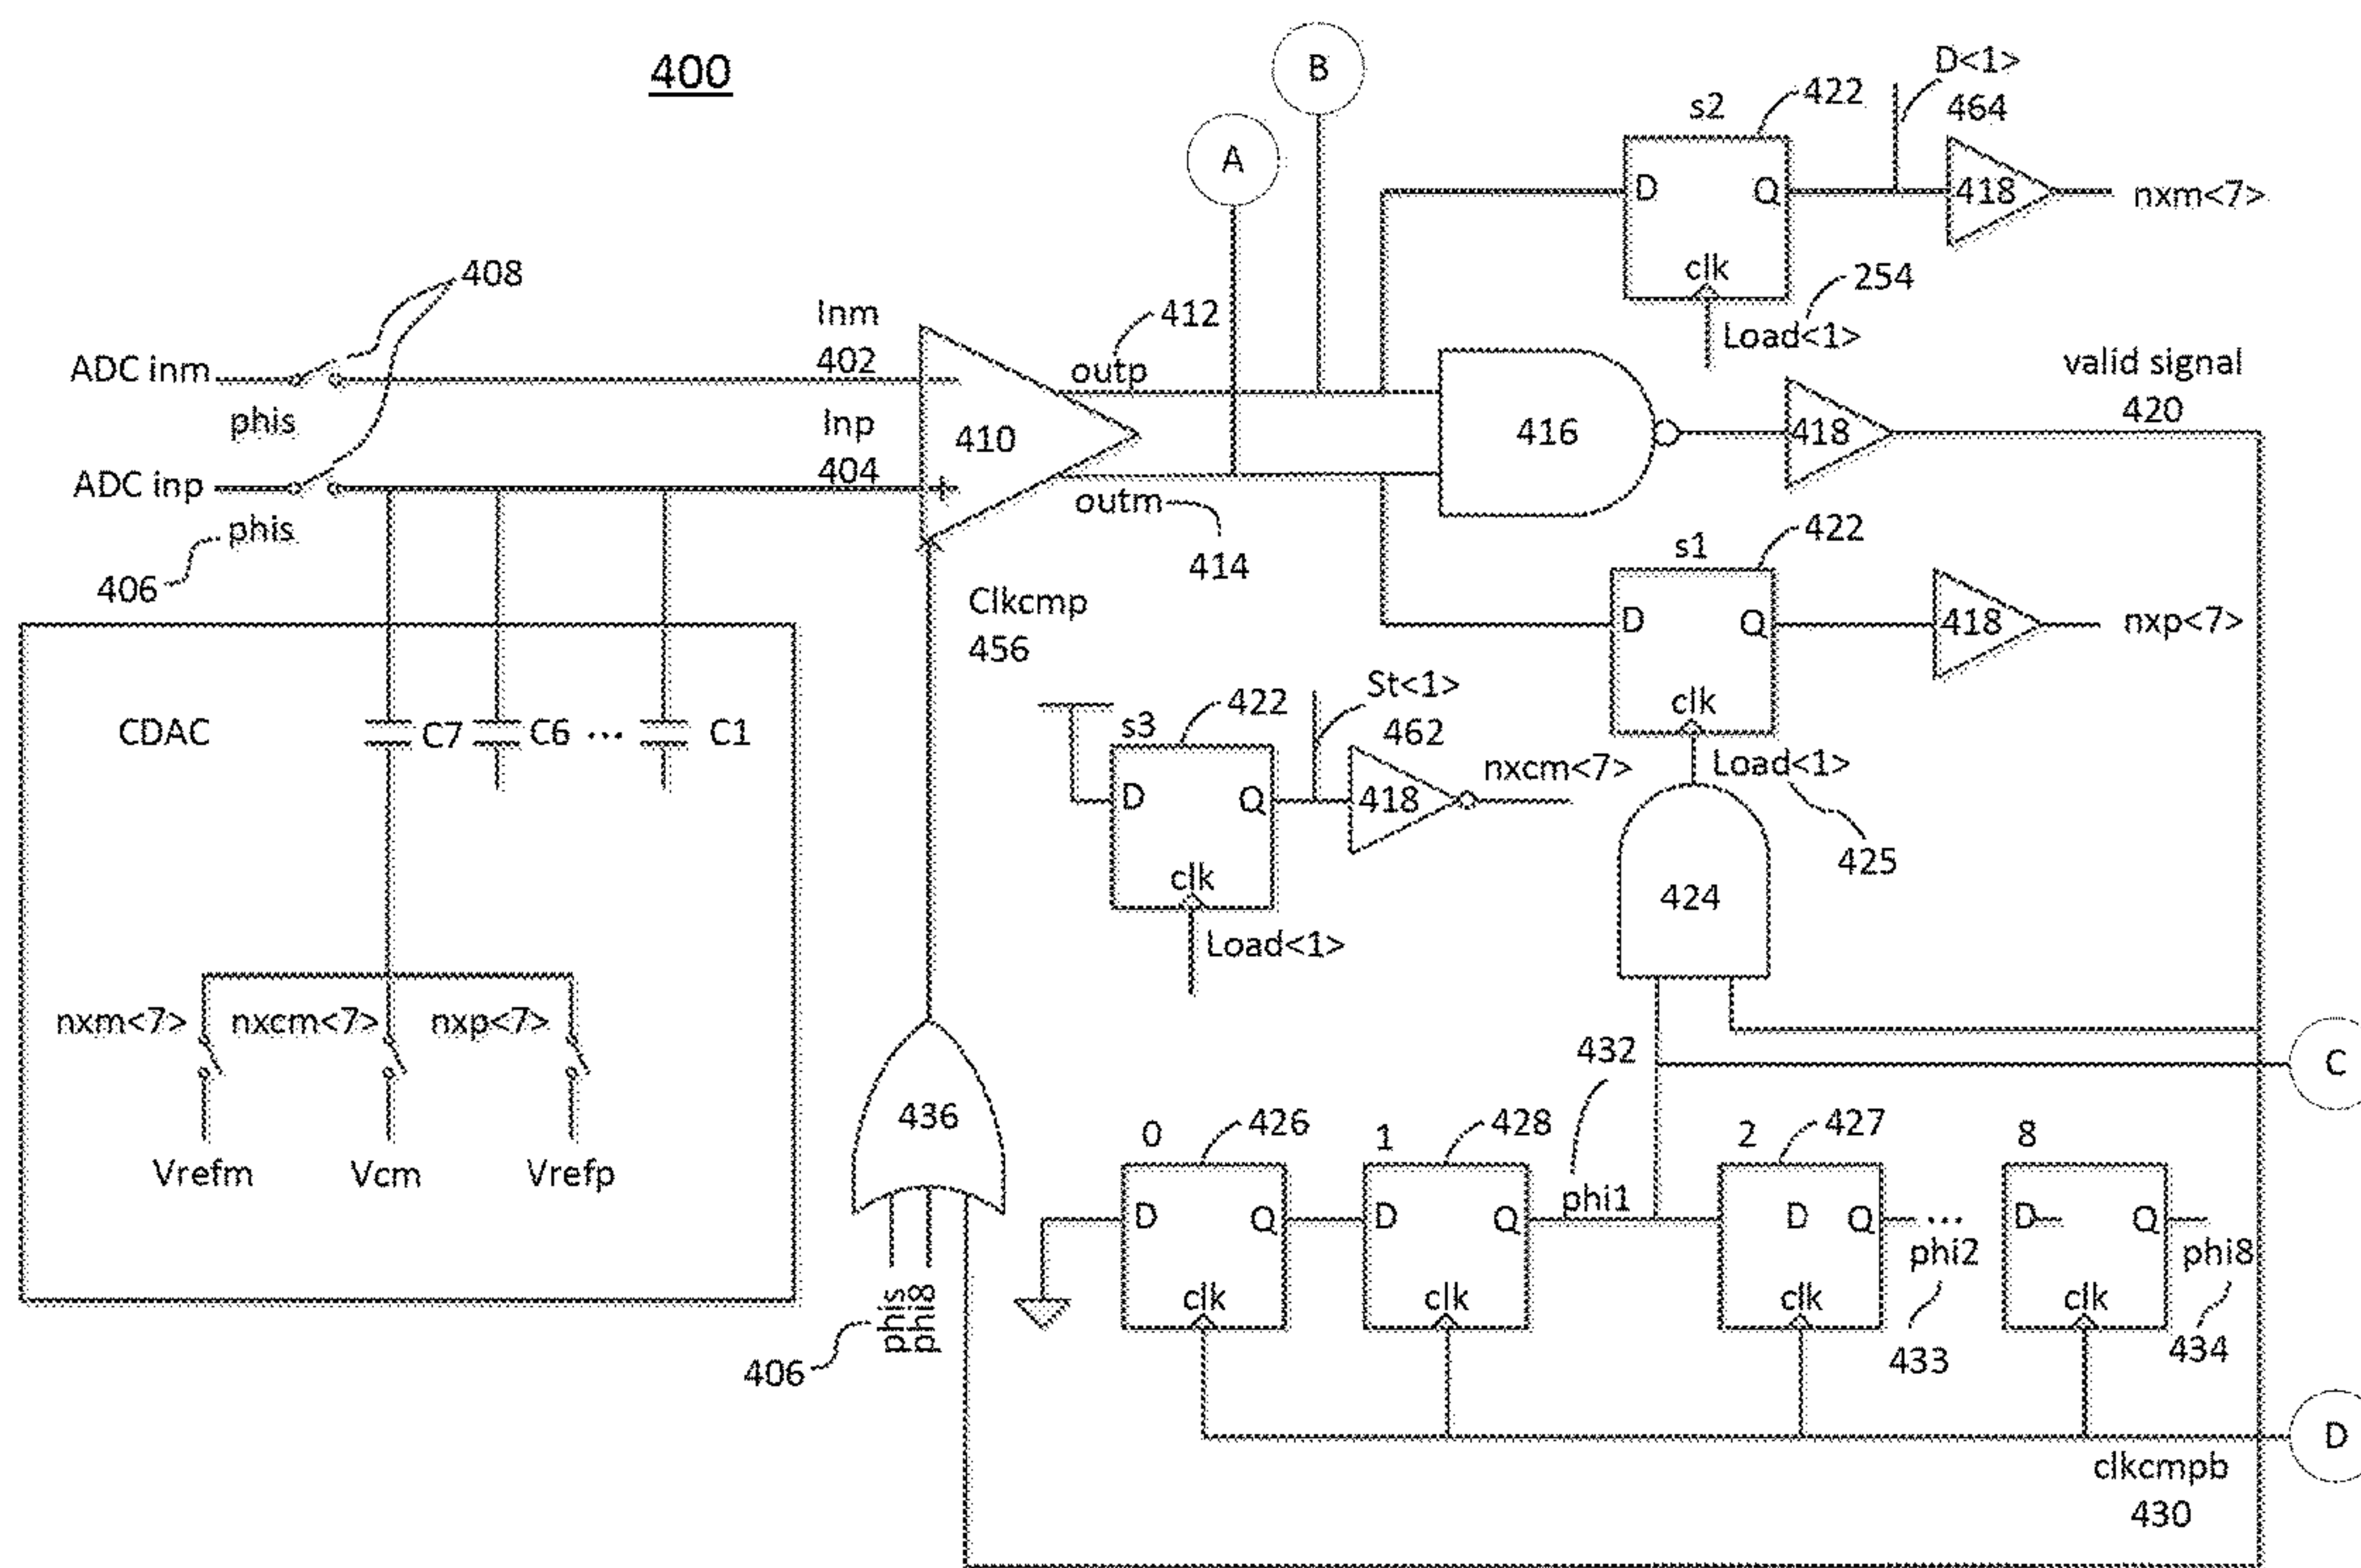 400
B
A
D<1>
464
s2
422
D
Q
418
nxm<7>
clk
254
Load<1>
408
Inm
402
412
ADC inm
outp
valid signal
420
phis
Inp
404
410
416
418
ADC inp
outm
414
406
phis
s1
422
Clkcmp
456
D
Q
418
nxp<7>
St<1>
462
s3
422
clk
CDAC
C7
C6
...
C1
nxcm<7>
Load<1>
425
D
Q
418
clk
424
Load<1>
nxm<7>
nxcm<7>
nxp<7>
432
C
436
0
426
1
428
2
427
8
Vrefm
Vcm
Vrefp
phi1
D
Q
D
Q
D
Q
...
D
Q
phi2
phi8
clk
clk
clk
clk
phis
phi8
406
433
434
D
clkcmpb
430